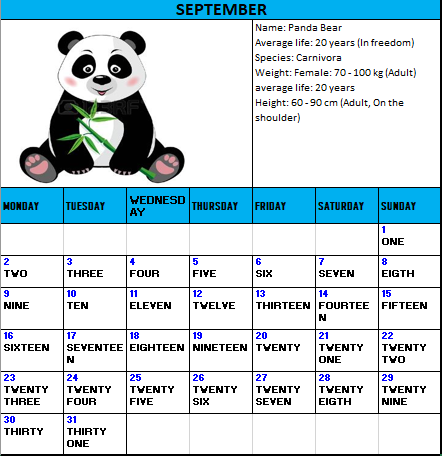 SEPTEMBER
Name: Panda Bear
Average life: 20 years (In freedom)
Species: Carnivora
Weight: Female: 70 - 100 kg (Adult)
average life: 20 years
Height: 60 - 90 cm (Adult, On the
shoulder)
MONDAY TUESDAY WEDNESD
AY THURSDAY FRIDAY SATURDAY SUNDAY
1
ONE
2 3 4 5 6 7 8
TWO THREE FOUR FIVE SIX SEVEN EIGTH
9 10 11 12 13 14 15
NINE TEN ELEVEN TWELVE THIRTEEN FOURTEE
N FIFTEEN
16 17 18 19 20 21 22
SIXTEEN SEVENTEE
N EIGHTEEN NINETEEN TWENTY TWENTY
ONE TWENTY
TWO
23 24 25 26 27 28 29
TWENTY TWENTY TWENTY TWENTY TWENTY TWENTY TWENTY
THREE FOUR FIVE SIX SEVEN EIGTH NINE
30 31
THIRTY THIRTY
ONE